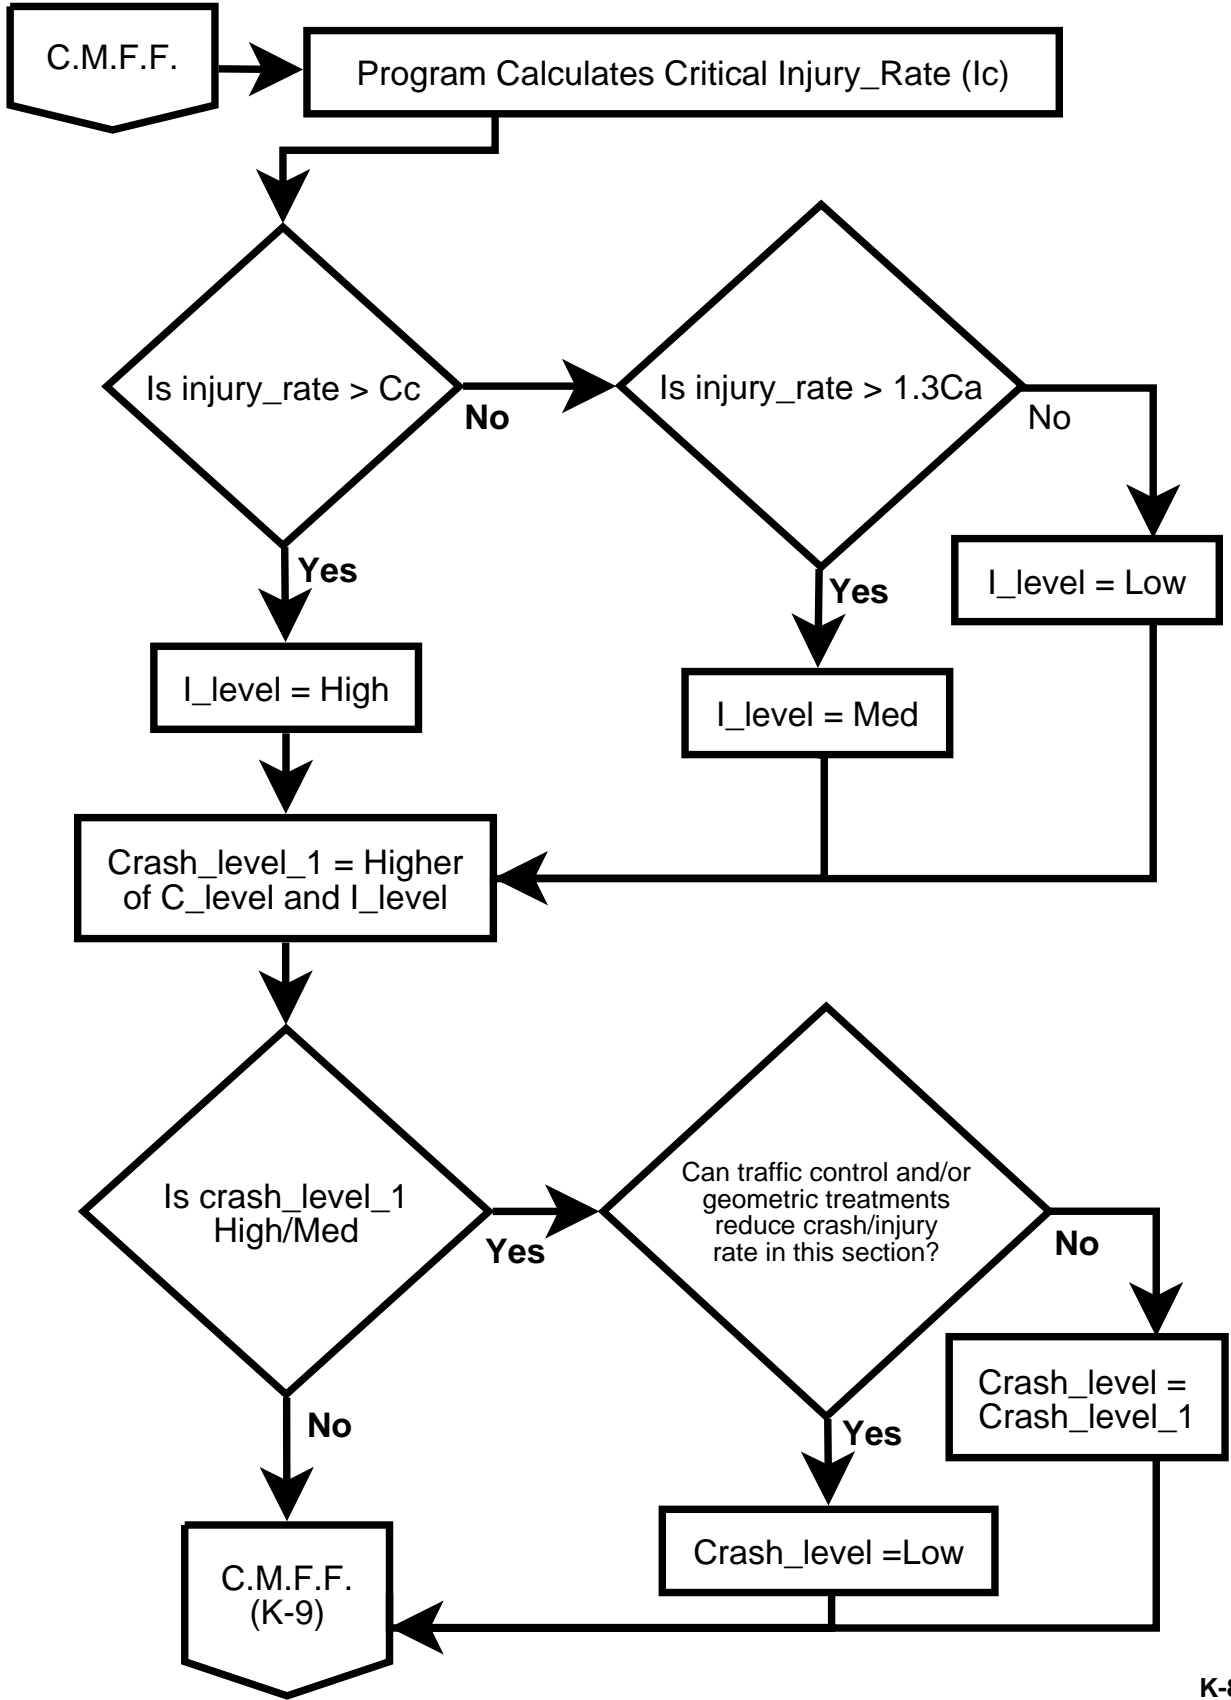 C.M.F.F.
Program Calculates Critical Injury_Rate (Ic)
Is injury_rate > Cc
No
Is injury_rate > 1.3Ca
No
Yes
Yes
I_level = Low
I_level = High
I_level = Med
Crash_level_1 = Higher
of C_level and I_level
Is crash_level_1
High/Med
Yes
Can traffic control and/or
geometric treatments
reduce crash/injury
rate in this section?
No
Crash_level =
Crash_level_1
No
Yes
Crash_level =Low
C.M.F.F.
(K-9)